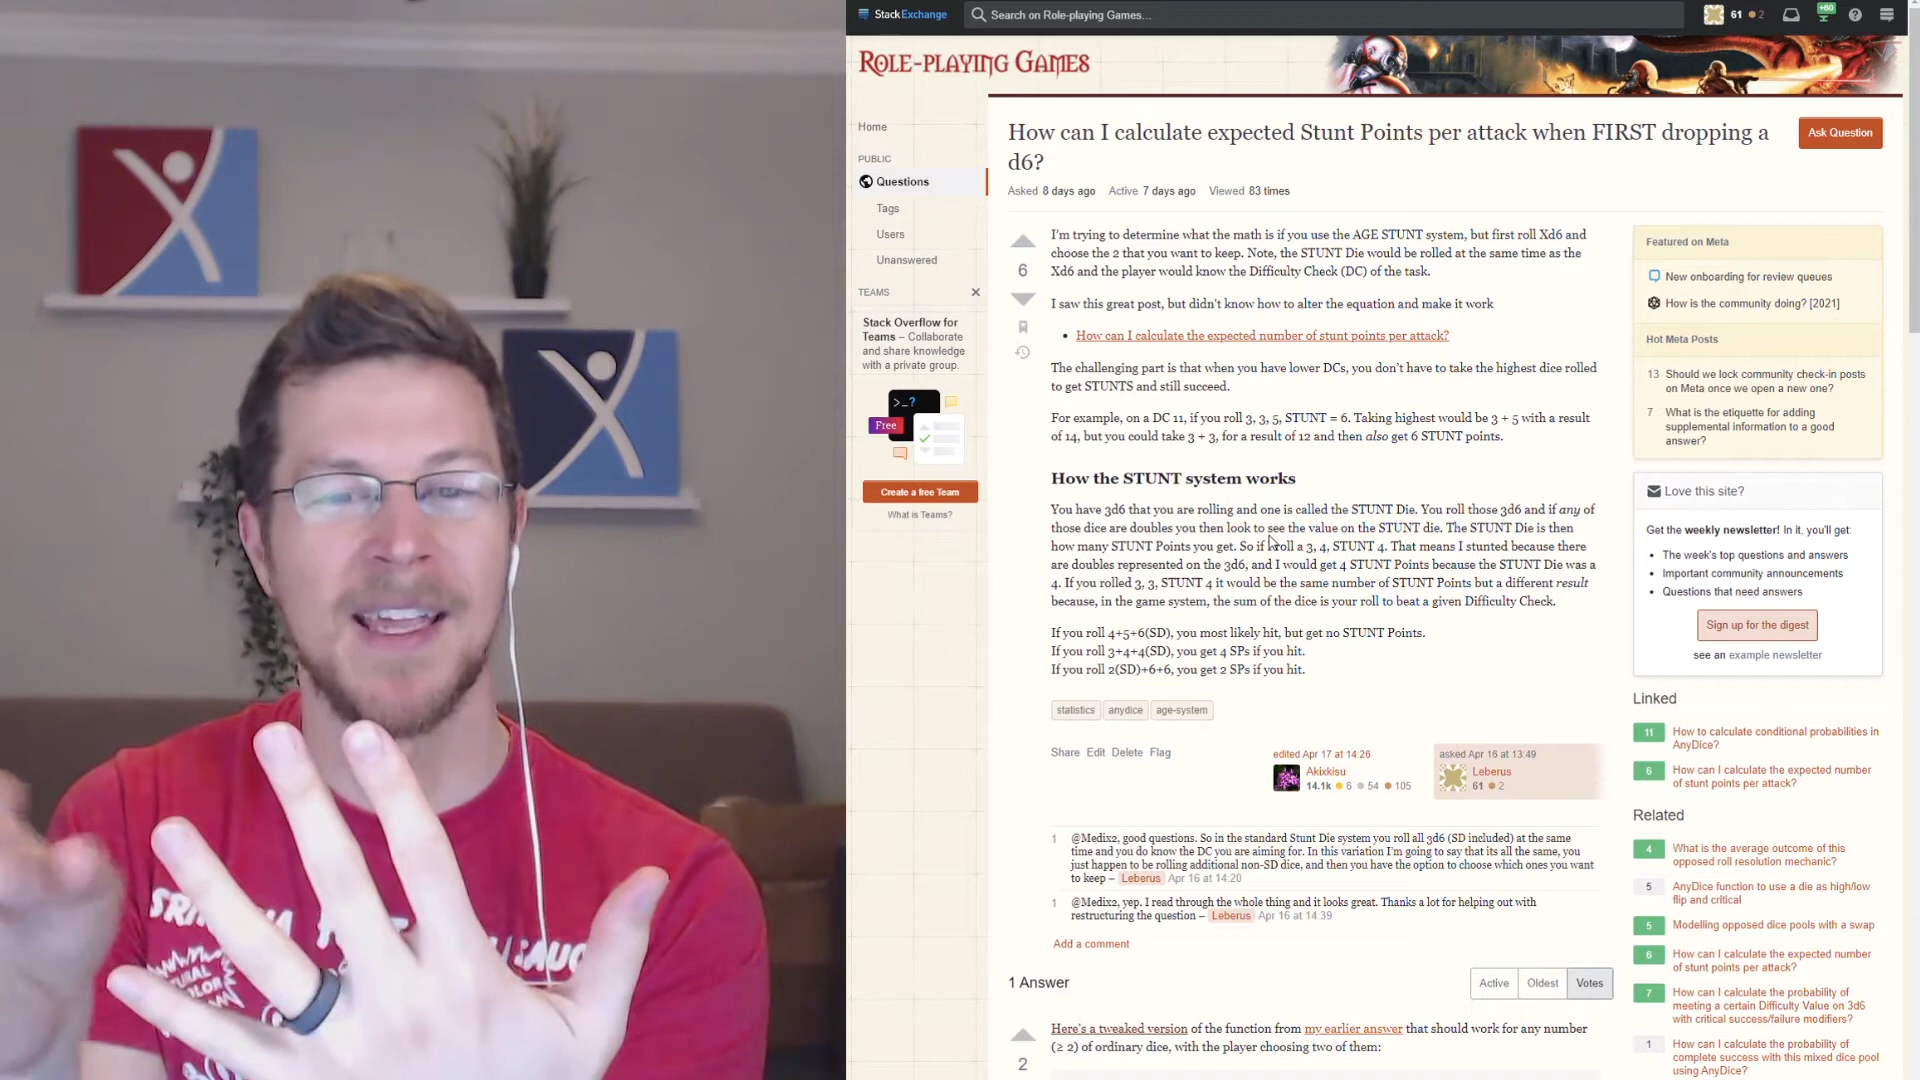 StackExchange
Search on Role-playing Games...
61 2
+60
Role-playing Games
Home
PUBLIC
Questions
Tags
Users
Unanswered
TEAMS
Stack Overflow for
Teams – Collaborate
and share knowledge
with a private group.
>_?
Free
Create a free Team
What is Teams?
How can I calculate expected Stunt Points per attack when FIRST dropping a
d6?
Ask Question
Asked 8 days ago Active 7 days ago Viewed 83 times
6
I'm trying to determine what the math is if you use the AGE STUNT system, but first roll Xd6 and
choose the 2 that you want to keep. Note, the STUNT Die would be rolled at the same time as the
Xd6 and the player would know the Difficulty Check (DC) of the task.
I saw this great post, but didn't know how to alter the equation and make it work
• How can I calculate the expected number of stunt points per attack?
The challenging part is that when you have lower DCs, you don't have to take the highest dice rolled
to get STUNTS and still succeed.
For example, on a DC 11, if you roll 3, 3, 5, STUNT = 6. Taking highest would be 3 + 5 with a result
of 14, but you could take 3 + 3, for a result of 12 and then also get 6 STUNT points.
How the STUNT system works
You have 3d6 that you are rolling and one is called the STUNT Die. You roll those 3d6 and if any of
those dice are doubles you then look to see the value on the STUNT die. The STUNT Die is then
how many STUNT Points you get. So if I roll a 3, 4, STUNT 4. That means I stunted because there
are doubles represented on the 3d6, and I would get 4 STUNT Points because the STUNT Die was a
4. If you rolled 3, 3, STUNT 4 it would be the same number of STUNT Points but a different result
because, in the game system, the sum of the dice is your roll to beat a given Difficulty Check.
If you roll 4+5+6(SD), you most likely hit, but get no STUNT Points.
If you roll 3+4+4(SD), you get 4 SPs if you hit.
If you roll 2(SD)+6+6, you get 2 SPs if you hit.
statistics anydice age-system
Share Edit Delete Flag
edited Apr 17 at 14:26
Akixkisu
14.1k 6 54 105
asked Apr 16 at 13:49
Leberus
61 2
1 @Medix2, good questions. So in the standard Stunt Die system you roll all 3d6 (SD included) at the same
time and you do know the DC you are aiming for. In this variation I'm going to say that its all the same, you
just happen to be rolling additional non-SD dice, and then you have the option to choose which ones you want
to keep – Leberus Apr 16 at 14:20
1 @Medix2, yep. I read through the whole thing and it looks great. Thanks a lot for helping out with
restructuring the question – Leberus Apr 16 at 14:39
Add a comment
1 Answer
Active Oldest Votes
2
Here's a tweaked version of the function from my earlier answer that should work for any number
(≥ 2) of ordinary dice, with the player choosing two of them:
Featured on Meta
New onboarding for review queues
How is the community doing? [2021]
Hot Meta Posts
13 Should we lock community check-in posts
on Meta once we open a new one?
7 What is the etiquette for adding
supplemental information to a good
answer?
Love this site?
Get the weekly newsletter! In it, you'll get:
• The week's top questions and answers
• Important community announcements
• Questions that need answers
Sign up for the digest
see an example newsletter
Linked
11 How to calculate conditional probabilities in
AnyDice?
6 How can I calculate the expected number
of stunt points per attack?
Related
4 What is the average outcome of this
opposed roll resolution mechanic?
5 AnyDice function to use a die as high/low
flip and critical
5 Modelling opposed dice pools with a swap
6 How can I calculate the expected number
of stunt points per attack?
7 How can I calculate the probability of
meeting a certain Difficulty Value on 3d6
with critical success/failure modifiers?
1 How can I calculate the probability of
complete success with this mixed dice pool
using AnyDice?